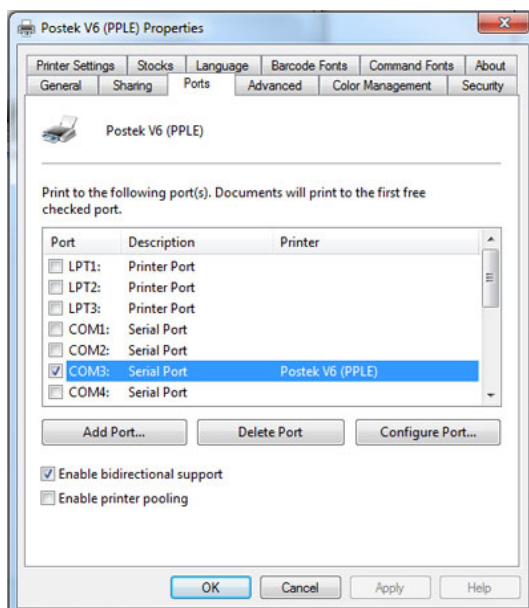 Postek V6 (PPLE) Properties
Printer Settings Stocks Language Barcode Fonts Command Fonts About
General Sharing Ports Advanced Color Management Security
Postek V6 (PPLE)
Print to the following port(s). Documents will print to the first free
checked port.
Port Description Printer
LPT1: Printer Port
LPT2: Printer Port
LPT3: Printer Port
COM1: Serial Port
COM2: Serial Port
COM3: Serial Port Postek V6 (PPLE)
COM4: Serial Port
Add Port... Delete Port Configure Port...
Enable bidirectional support
Enable printer pooling
OK Cancel Apply Help